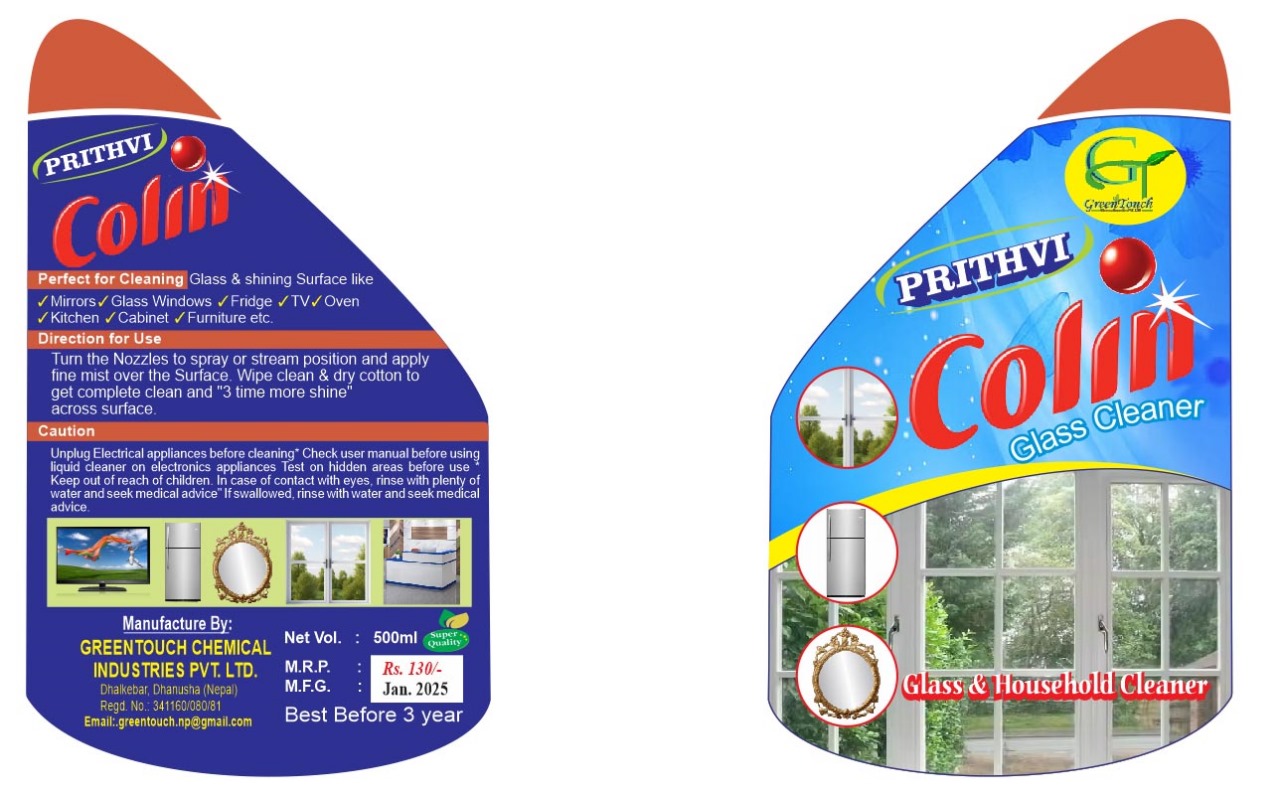 PRITHVI
Colin
Perfect for Cleaning Glass & shining Surface like
✓Mirrors✓Glass Windows ✓Fridge ✓TV✓Oven
✓Kitchen ✓Cabinet ✓Furniture etc.
Direction for Use
Turn the Nozzles to spray or stream position and apply
fine mist over the Surface. Wipe clean & dry cotton to
get complete clean and "3 time more shine"
across surface.
Caution
Unplug Electrical appliances before cleaning* Check user manual before using
liquid cleaner on electronics appliances Test on hidden areas before use *
Keep out of reach of children. In case of contact with eyes, rinse with plenty of
water and seek medical advice" If swallowed, rinse with water and seek medical
advice.
Manufacture By:
GREENTOUCH CHEMICAL
INDUSTRIES PVT. LTD.
Dhalkebar, Dhanusha (Nepal)
Regd. No.: 341160/080/81
Email:.greentouch.np@gmail.com
Net Vol. : 500ml
Super
Quality
M.R.P. : Rs. 130/-
M.F.G. : Jan. 2025
Best Before 3 year
GT
GreenTouch
PRITHVI
Colin
Glass Cleaner
Glass & Household Cleaner